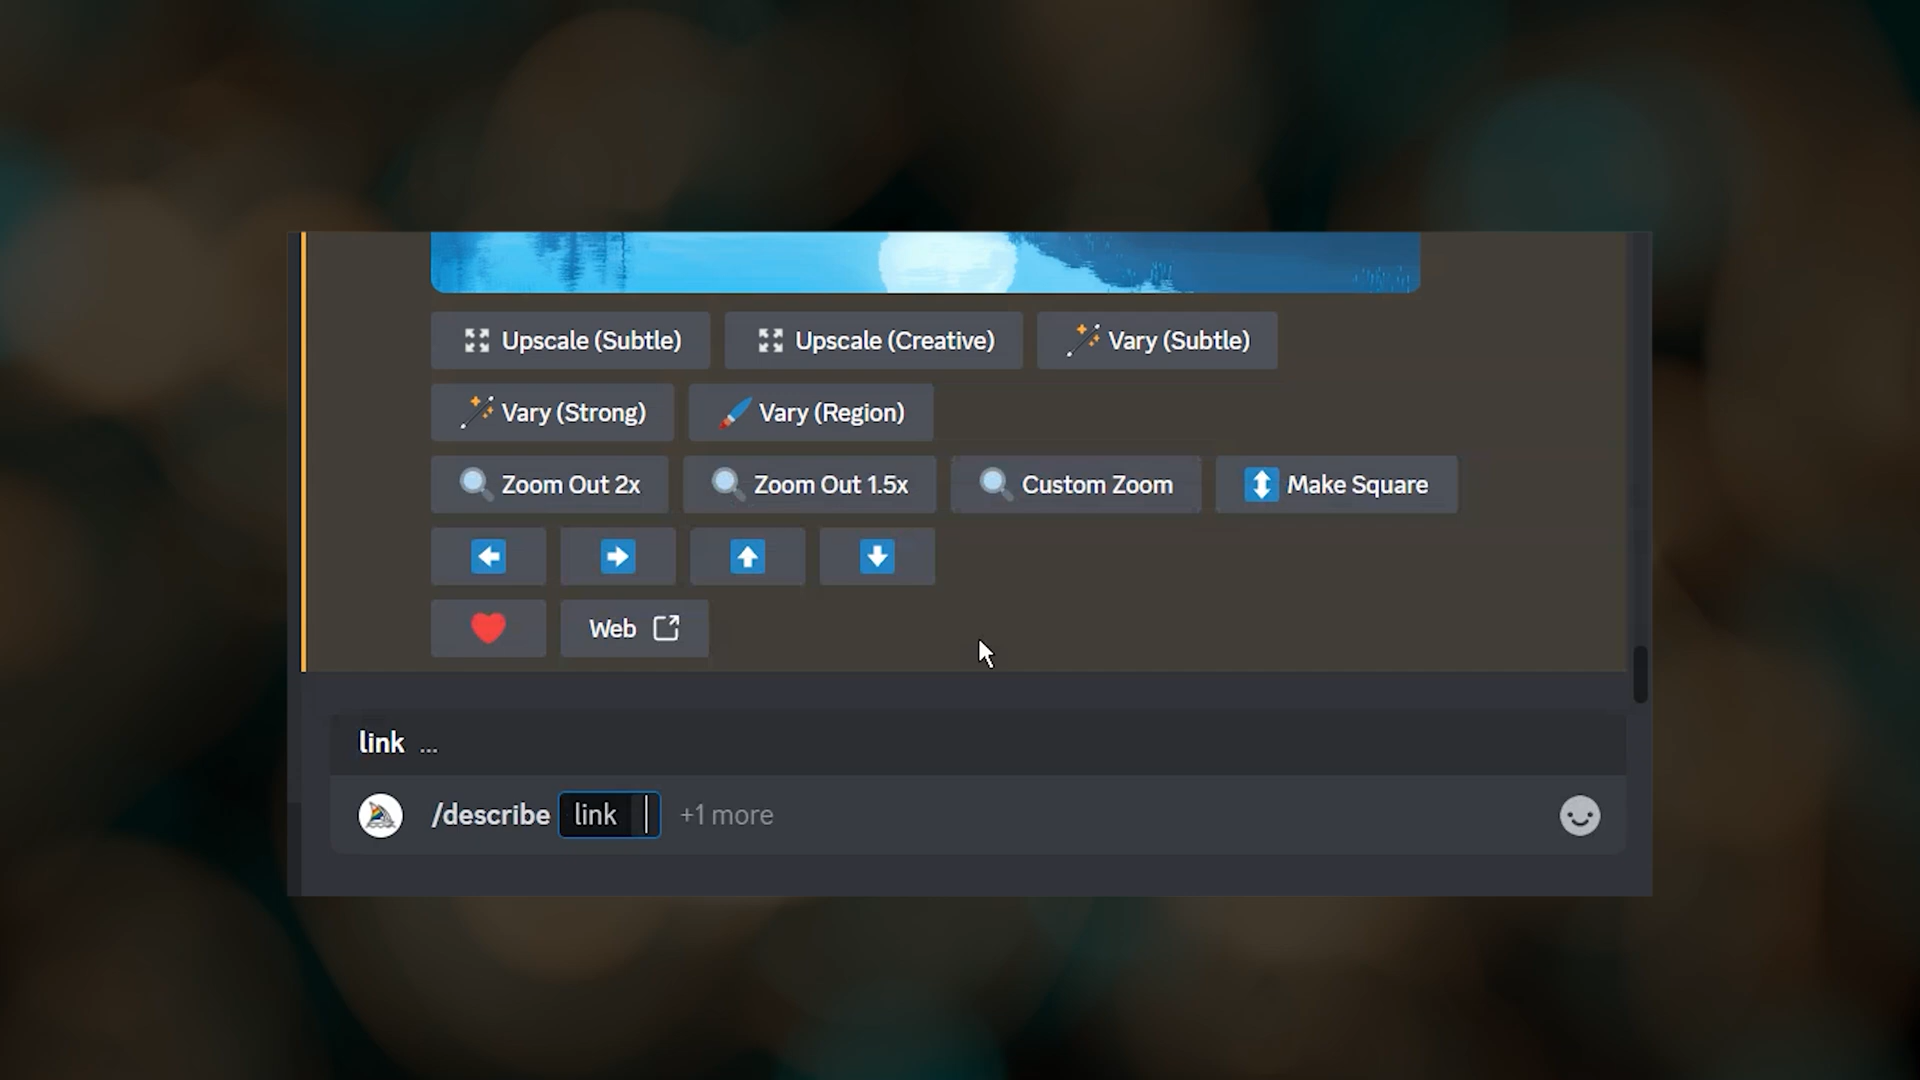 Upscale (Subtle) Upscale (Creative) Vary (Subtle)
Vary (Strong) Vary (Region)
Zoom Out 2x Zoom Out 1.5x Custom Zoom Make Square
Web
link ...
/describe link +1 more